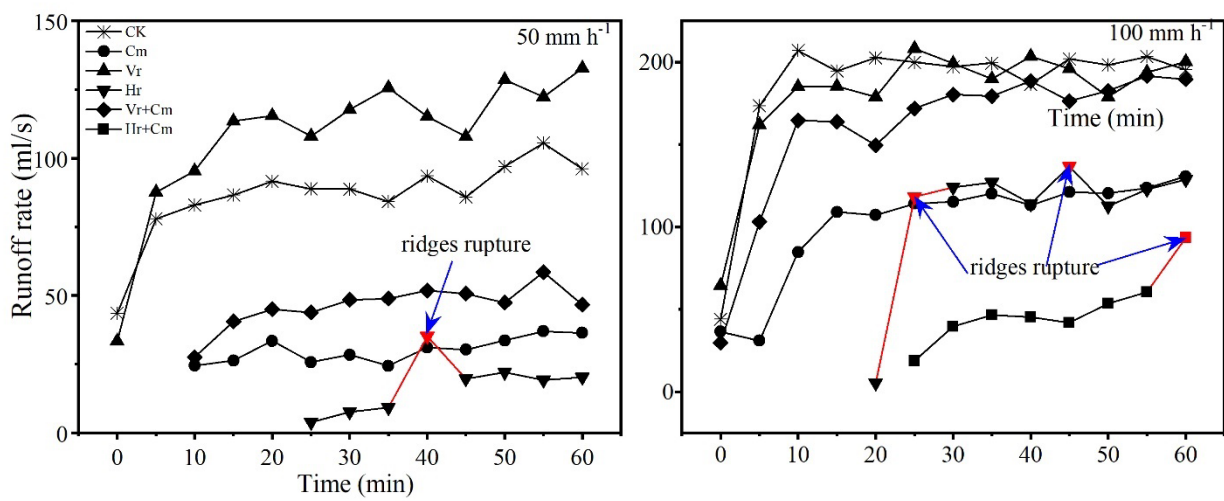 150
100
50
0
Runoff rate (ml/s)
50 mm h-1
CK
Cm
Vr
Hr
Vr+Cm
Hr+Cm
ridges rupture
0 10 20 30 40 50 60
Time (min)
200
100
0
100 mm h-1
Time (min)
ridges rupture
0 10 20 30 40 50 60